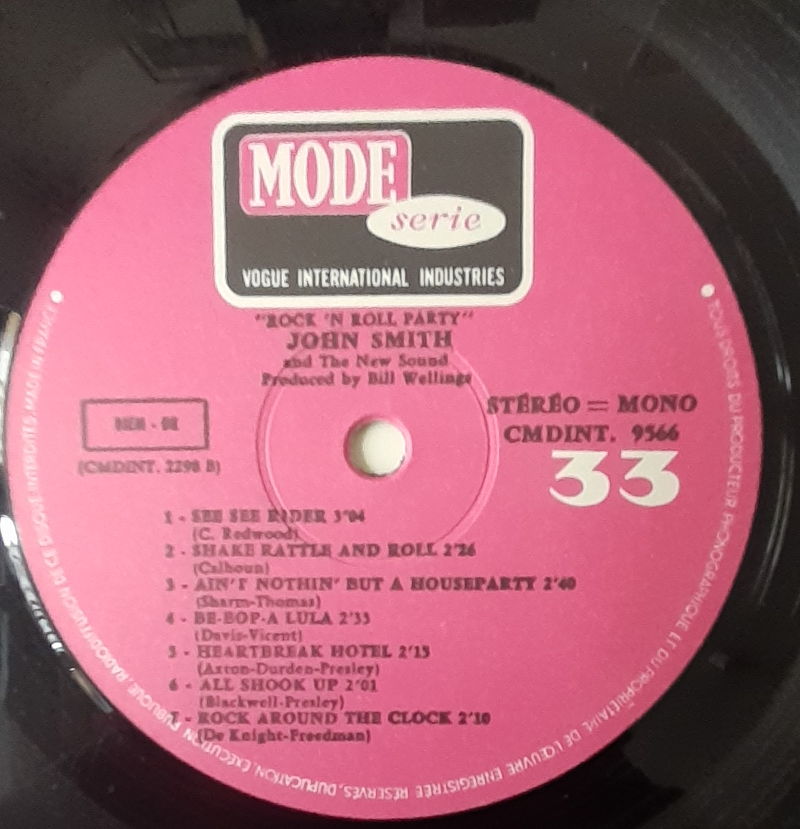 MODE
serie
VOGUE INTERNATIONAL INDUSTRIES
"ROCK 'N ROLL PARTY"
JOHN SMITH
and The New Sound
Produced by Bill Wellings
BIEM - GE
(CMDINT. 2298 B)
STÉRÉO = MONO
CMDINT. 9566
33
1 - SEE SEE RIDER 3'04
(C. Redwood)
2 - SHAKE RATTLE AND ROLL 2'26
(Calhoun)
3 - AIN'T NOTHIN' BUT A HOUSEPARTY 2'40
(Sharm-Thomas)
4 - BE-BOP-A LULA 2'33
(Davis-Vicent)
5 - HEARTBREAK HOTEL 2'15
(Axton-Durden-Presley)
6 - ALL SHOOK UP 2'01
(Blackwell-Presley)
7 - ROCK AROUND THE CLOCK 2'10
(De Knight-Freedman)
• TOUS DROITS DU PRODUCTEUR PHONOGRAPHIQUE ET DU PROPRIÉTAIRE DE L'ŒUVRE ENREGISTRÉE RÉSERVÉS, DUPLICATION, EXÉCUTION PUBLIQUE, RADIODIFFUSION DE CE DISQUE INTERDITES. MADE IN FRANCE •